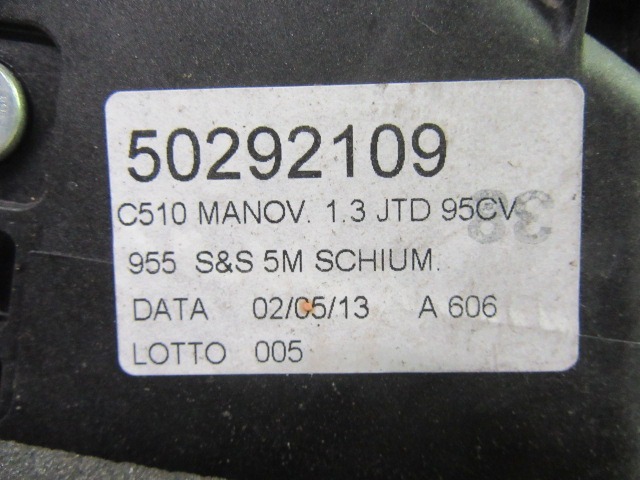 50292109
C510 MANOV. 1.3 JTD 95CV
955 S&S 5M SCHIUM.
DATA 02/05/13 A 606
LOTTO 005